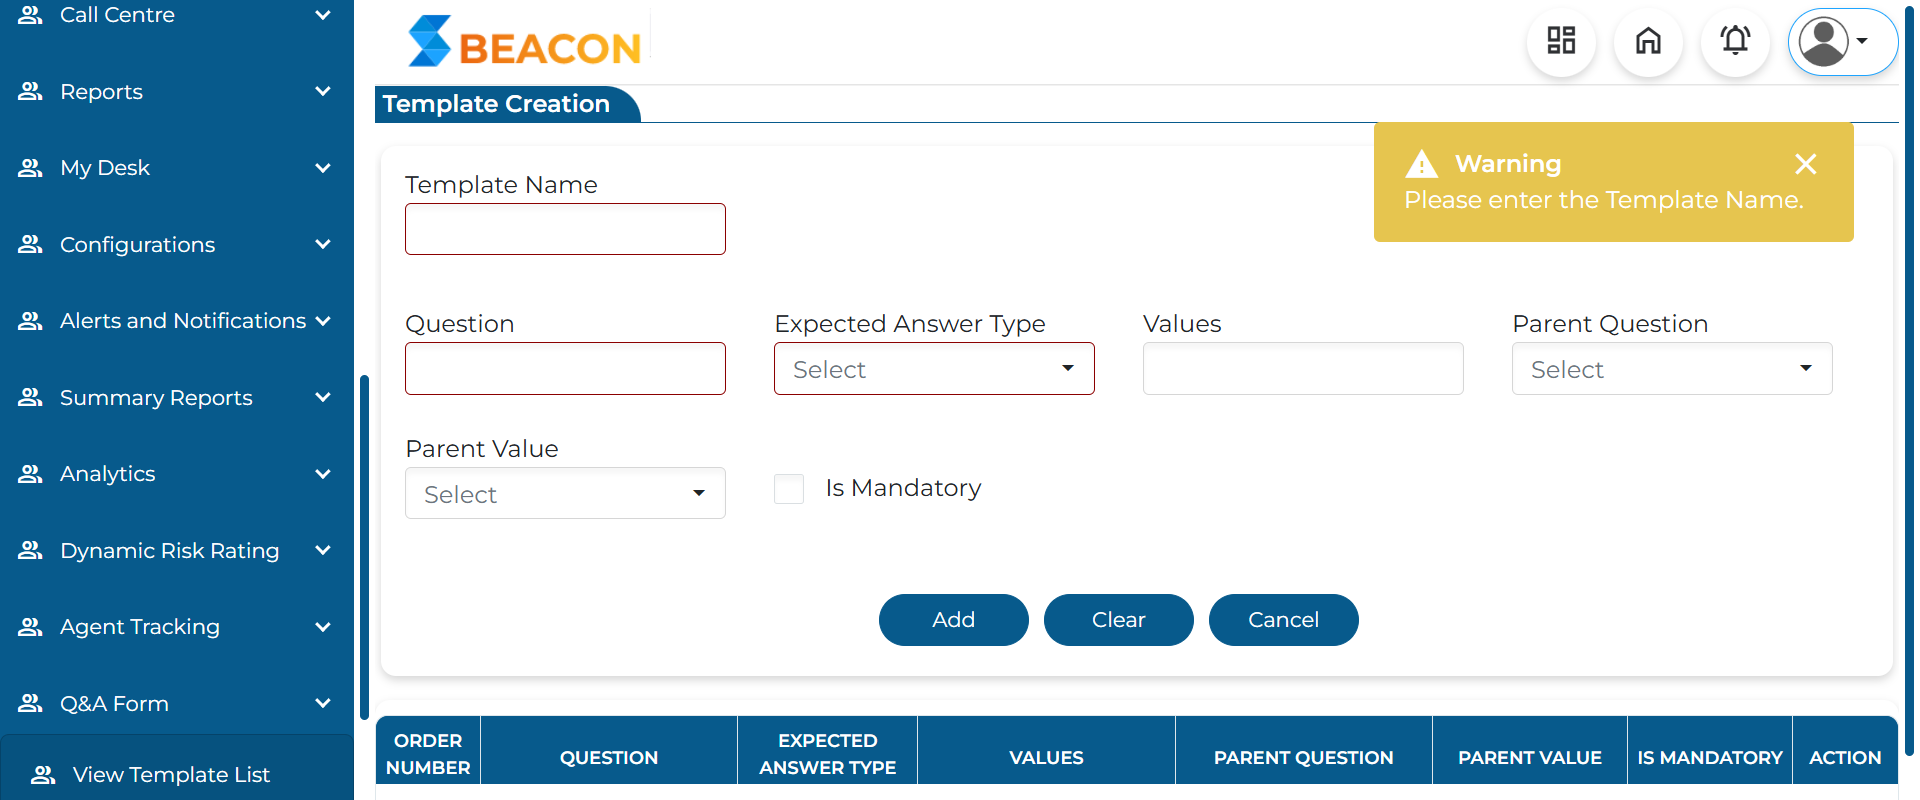 Call Centre
Reports
My Desk
Configurations
Alerts and Notifications
Summary Reports
Analytics
Dynamic Risk Rating
Agent Tracking
Q&A Form
View Template List
BEACON
Template Creation
Warning
Please enter the Template Name.
Template Name
Question
Expected Answer Type
Values
Parent Question
Select
Select
Parent Value
Select
Is Mandatory
Add
Clear
Cancel
ORDER NUMBER
QUESTION
EXPECTED ANSWER TYPE
VALUES
PARENT QUESTION
PARENT VALUE
IS MANDATORY
ACTION